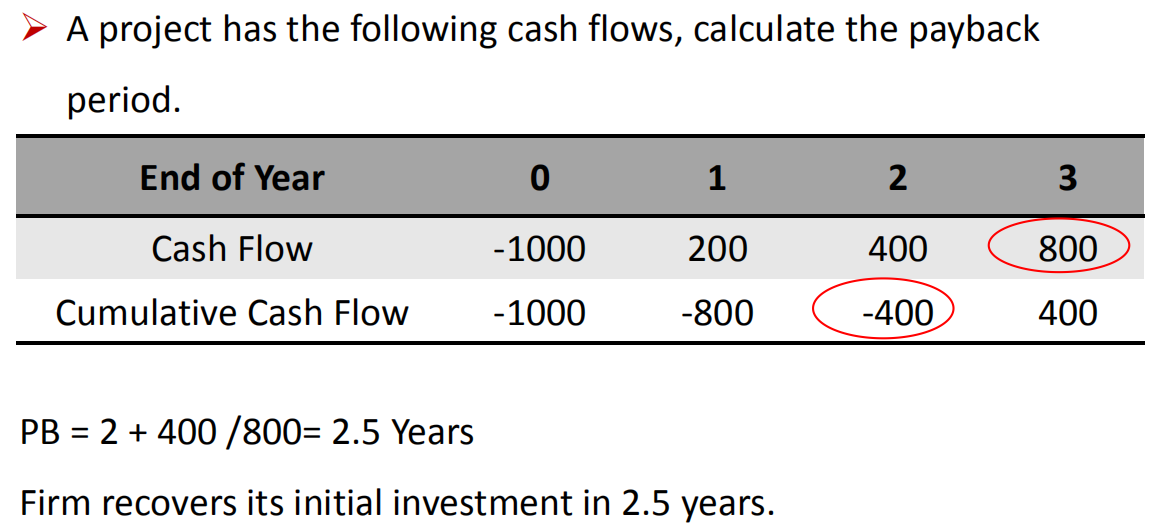 ➢ A project has the following cash flows, calculate the payback
period.
End of Year 0 1 2 3
Cash Flow -1000 200 400 800
Cumulative Cash Flow -1000 -800 -400 400
PB = 2 + 400 /800= 2.5 Years
Firm recovers its initial investment in 2.5 years.